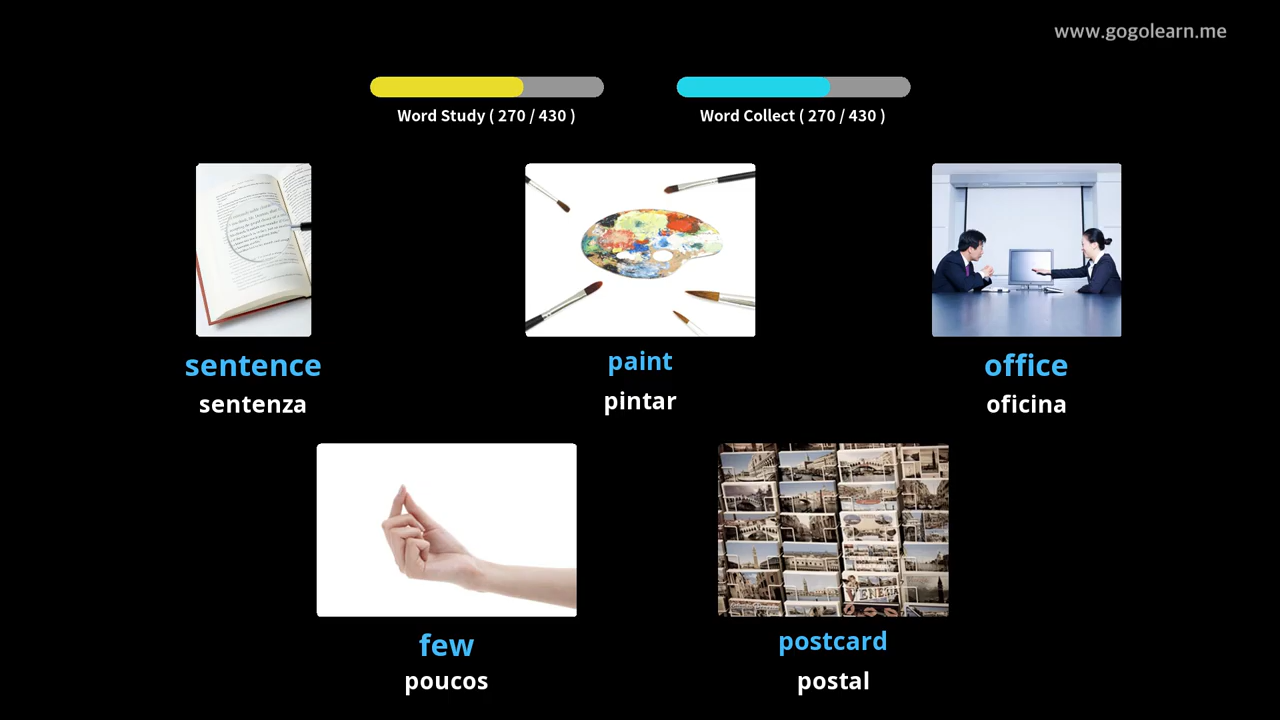 www.gogolearn.me
Word Study ( 270 / 430 )
Word Collect ( 270 / 430 )
sentence
sentenza
paint
pintar
office
oficina
few
poucos
postcard
postal